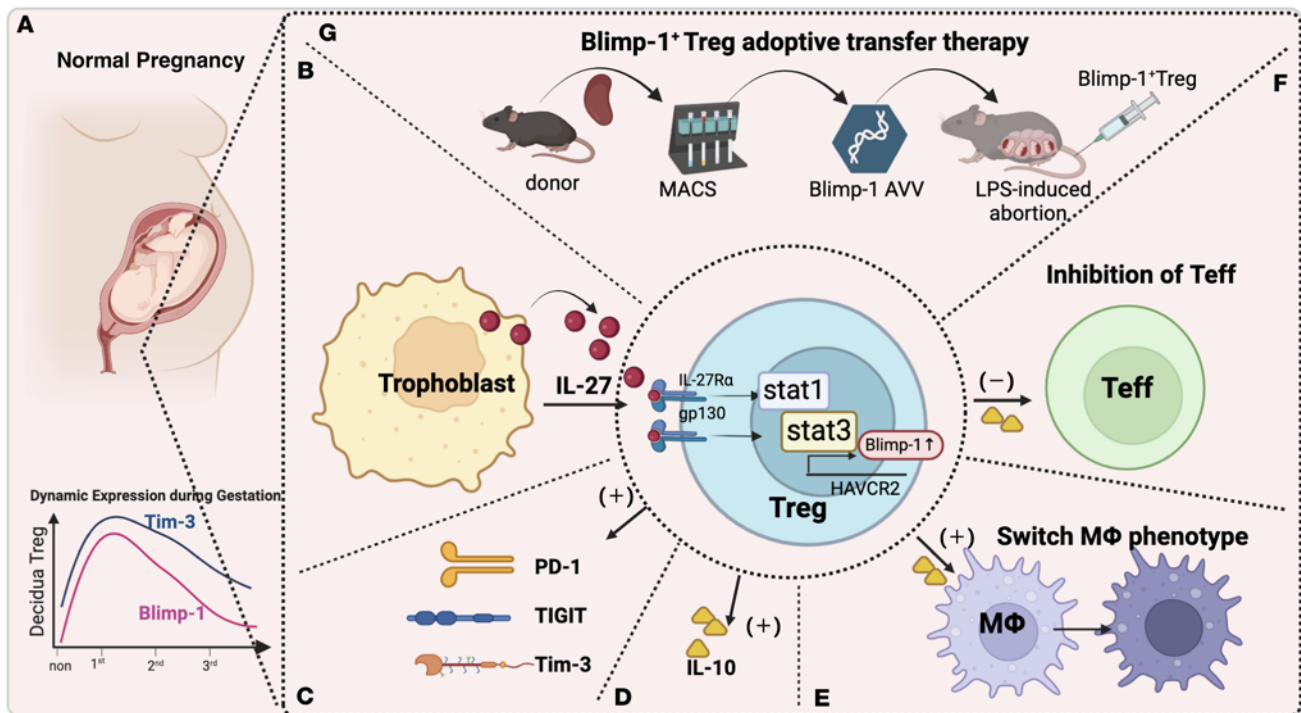 A
Normal Pregnancy
Dynamic Expression during Gestation
Decidua Treg
Tim-3
Blimp-1
non
1st
2nd
3rd
G
Blimp-1⁺ Treg adoptive transfer therapy
donor
MACS
Blimp-1 AVV
LPS-induced
abortion
Blimp-1⁺Treg
B
Trophoblast
IL-27
IL-27Rα
gp130
stat1
stat3
Blimp-1↑
HAVCR2
Treg
F
Inhibition of Teff
(−)
Teff
C
(+)
PD-1
TIGIT
Tim-3
D
(+)
IL-10
E
(+)
Switch MΦ phenotype
MΦ